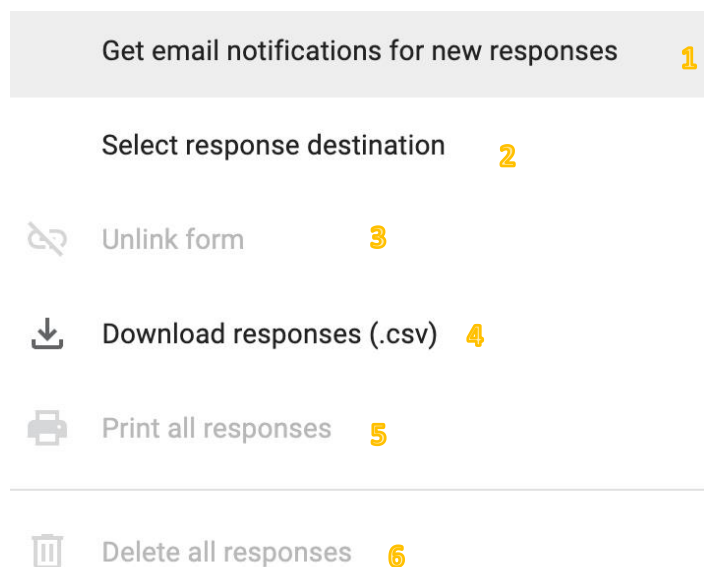 Get email notifications for new responses 1
Select response destination 2
Unlink form 3
Download responses (.csv) 4
Print all responses 5
Delete all responses 6